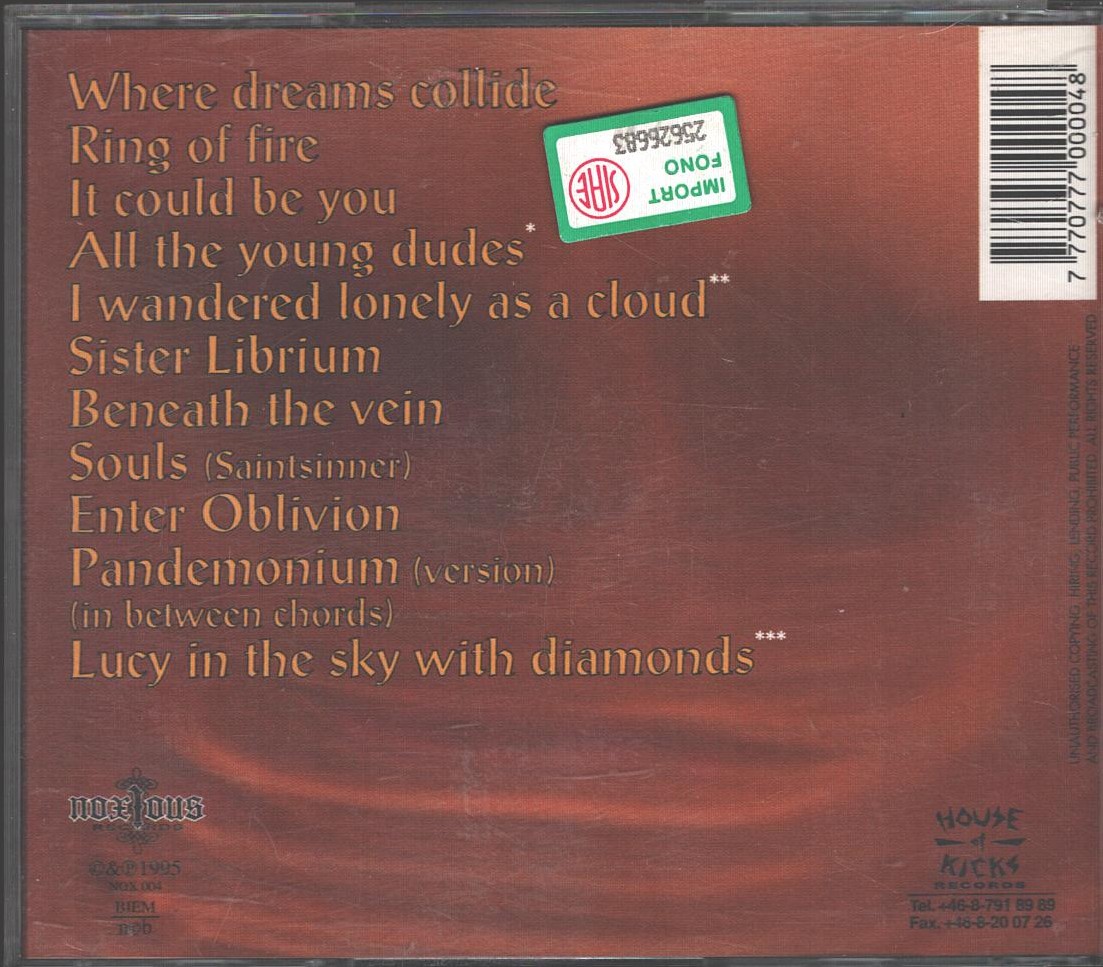 Where dreams collide
Ring of fire
It could be you
All the young dudes*
I wandered lonely as a cloud**
Sister Librium
Beneath the vein
Souls (Saintsinner)
Enter Oblivion
Pandemonium (version)
(in between chords)
Lucy in the sky with diamonds***
IMPORT
FONO
SIAE
25626683
7 770777 000048
UNAUTHORISED COPYING, HIRING, LENDING, PUBLIC PERFORMANCE
AND BROADCASTING OF THIS RECORD PROHIBITED. ALL RIGHTS RESERVED
noxious
RECORDS
©&℗ 1995
NOX 004
BIEM
n©b
HOUSE
of
KICKS
RECORDS
Tel. +46-8-791 89 89
Fax. +46-8-20 07 26